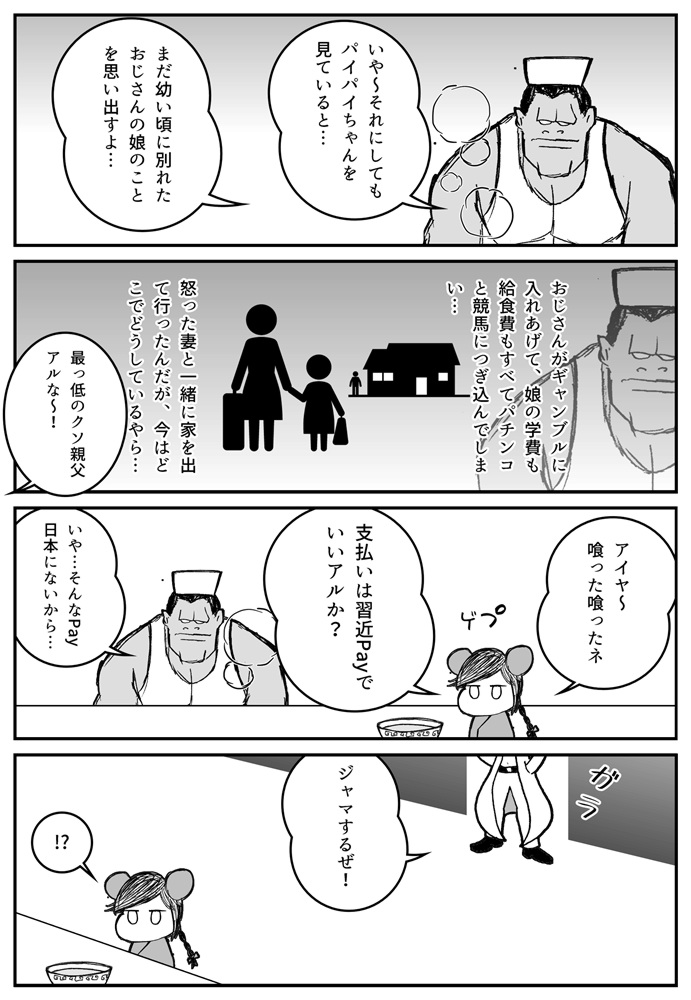 いや～それにしても
パイパイちゃんを
見ていると…
まだ幼い頃に別れた
おじさんの娘のこと
を思い出すよ…
おじさんがギャンブルに
入れあげて、娘の学費も
給食費もすべてパチンコ
と競馬につぎ込んでしま
い…
怒った妻と一緒に家を出
て行ったんだが、今はど
こでどうしているやら…
最っ低のクソ親父
アルな～！
アイヤ～
喰った喰ったネ
ゲプ
支払いは習近Payで
いいアルか？
いや…そんなPay
日本にないから…
ガラ
ジャマするぜ！
!?